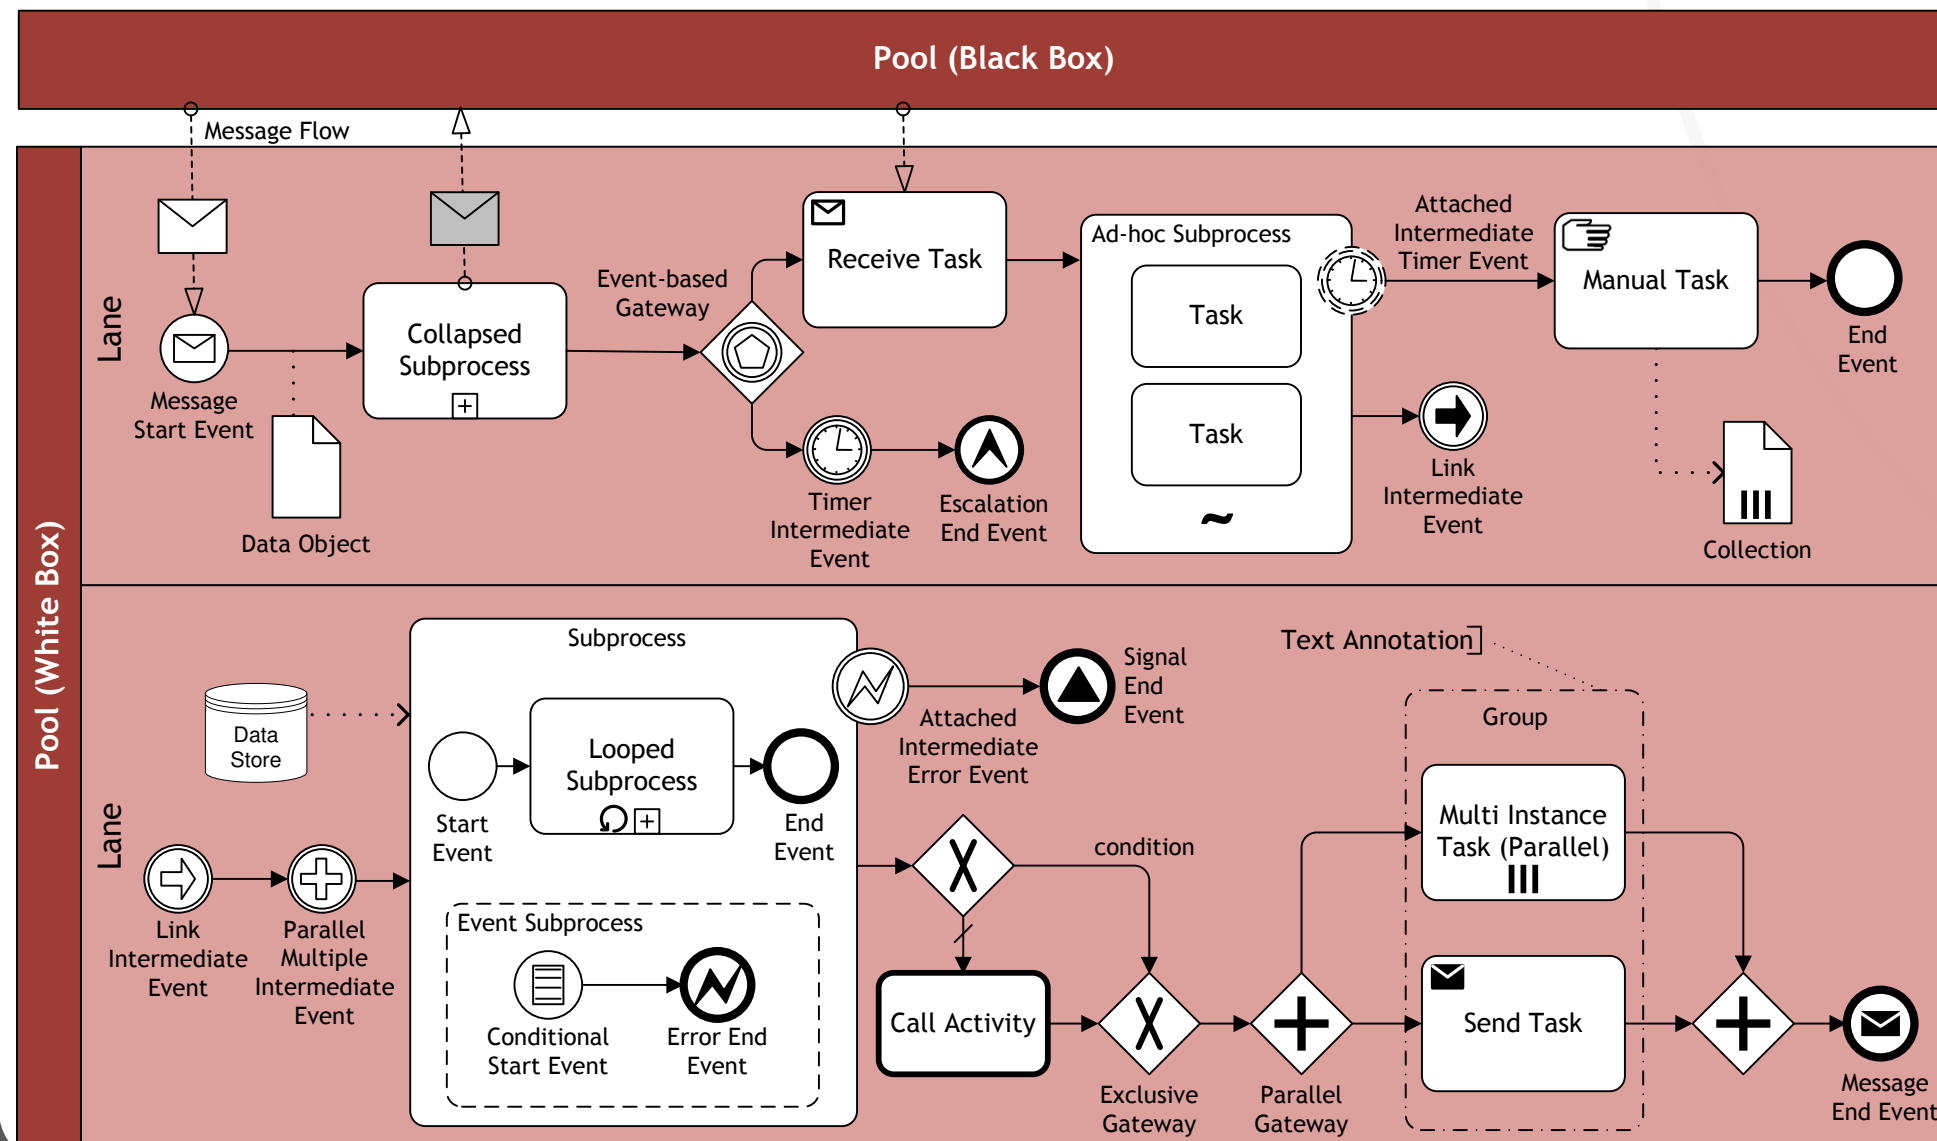 Pool (Black Box)
Message Flow
Pool (White Box)
Lane
Message
Start Event
Data Object
Collapsed
Subprocess
Event-based
Gateway
Receive Task
Timer
Intermediate
Event
Escalation
End Event
Ad-hoc Subprocess
Task
Task
Attached
Intermediate
Timer Event
Link
Intermediate
Event
Manual Task
End
Event
Collection
Lane
Data
Store
Link
Intermediate
Event
Parallel
Multiple
Intermediate
Event
Subprocess
Start
Event
Looped
Subprocess
End
Event
Event Subprocess
Conditional
Start Event
Error End
Event
Attached
Intermediate
Error Event
Signal
End
Event
condition
Call Activity
Exclusive
Gateway
Parallel
Gateway
Text Annotation
Group
Multi Instance
Task (Parallel)
Send Task
Message
End Event